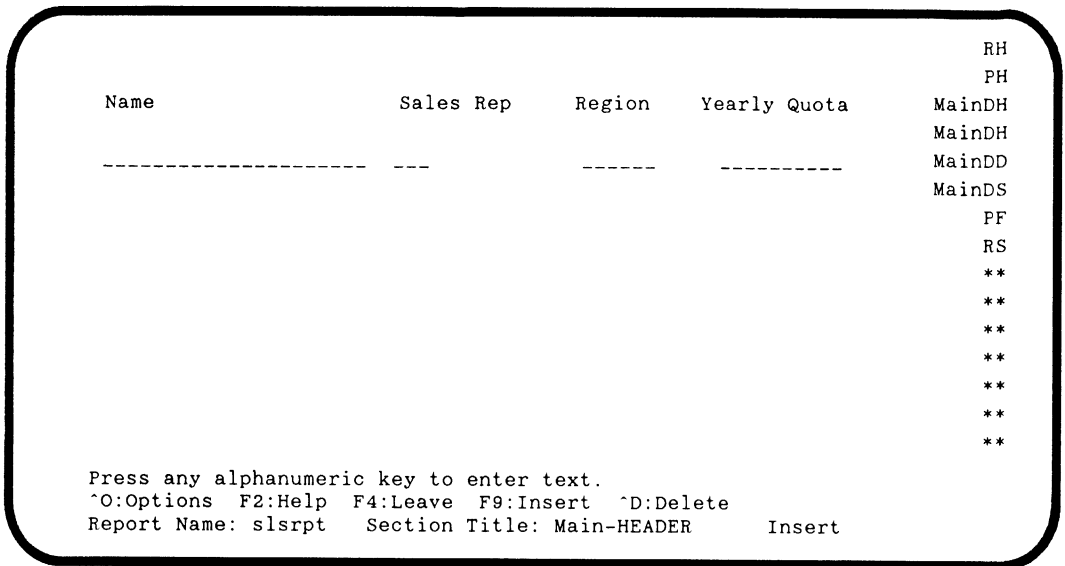 RH
PH
Name Sales Rep Region Yearly Quota MainDH
MainDH
--------------------- --- ------ ---------- MainDD
MainDS
PF
RS
**
**
**
**
**
**
**
Press any alphanumeric key to enter text.
^O:Options F2:Help F4:Leave F9:Insert ^D:Delete
Report Name: slsrpt Section Title: Main-HEADER Insert